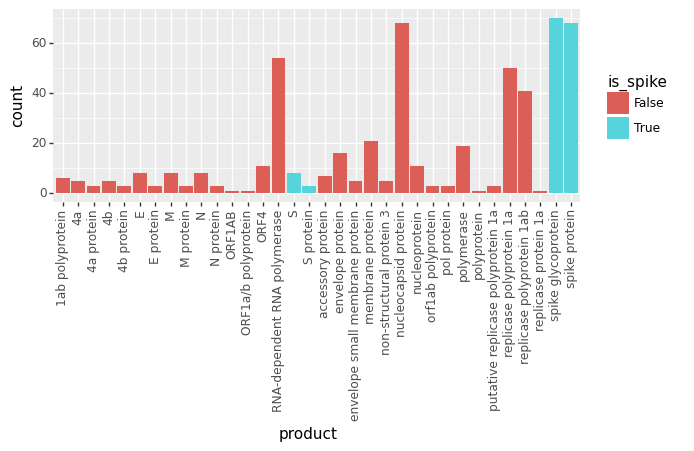 count
60
40
20
0
1ab polyprotein
4a
4a protein
4b
4b protein
E
E protein
M
M protein
N
N protein
ORF1AB
ORF1a/b polyprotein
ORF4
RNA-dependent RNA polymerase
S
S protein
accessory protein
envelope protein
envelope small membrane protein
membrane protein
non-structural protein 3
nucleocapsid protein
nucleoprotein
orf1ab polyprotein
pol protein
polymerase
polyprotein
putative replicase polyprotein 1a
replicase polyprotein 1a
replicase polyprotein 1ab
replicase protein 1a
spike glycoprotein
spike protein
product
is_spike
False
True